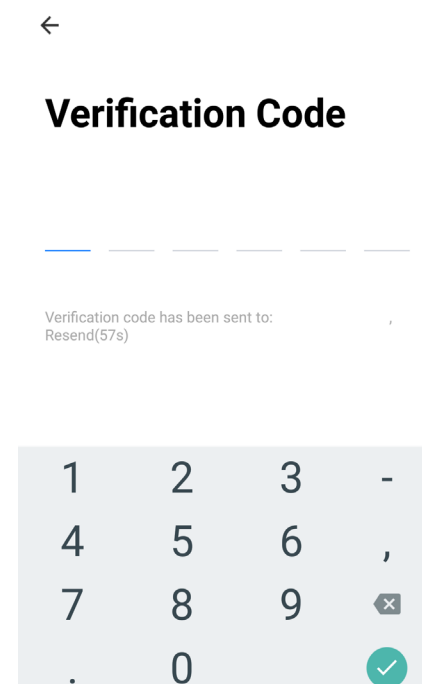 Verification Code
Verification code has been sent to: ,
Resend(57s)
1 2 3 -
4 5 6 ,
7 8 9
. 0